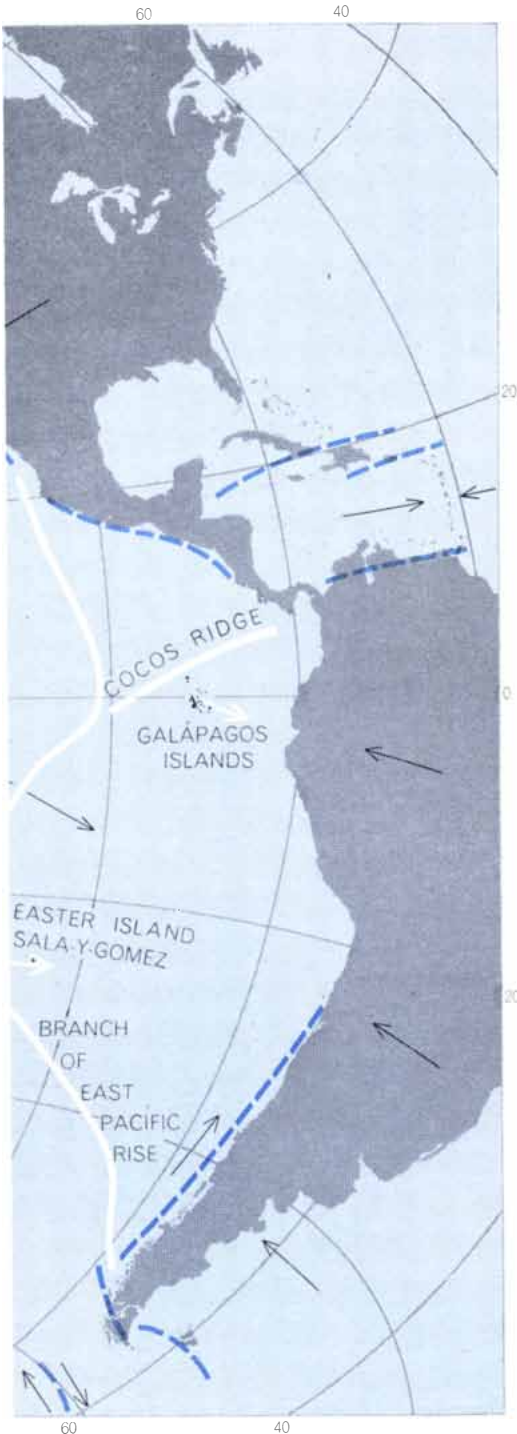 60
40
20
COCOS RIDGE
0
GALÁPAGOS
ISLANDS
EASTER ISLAND
SALA-Y-GOMEZ
20
BRANCH
OF
EAST
PACIFIC
RISE
60
40